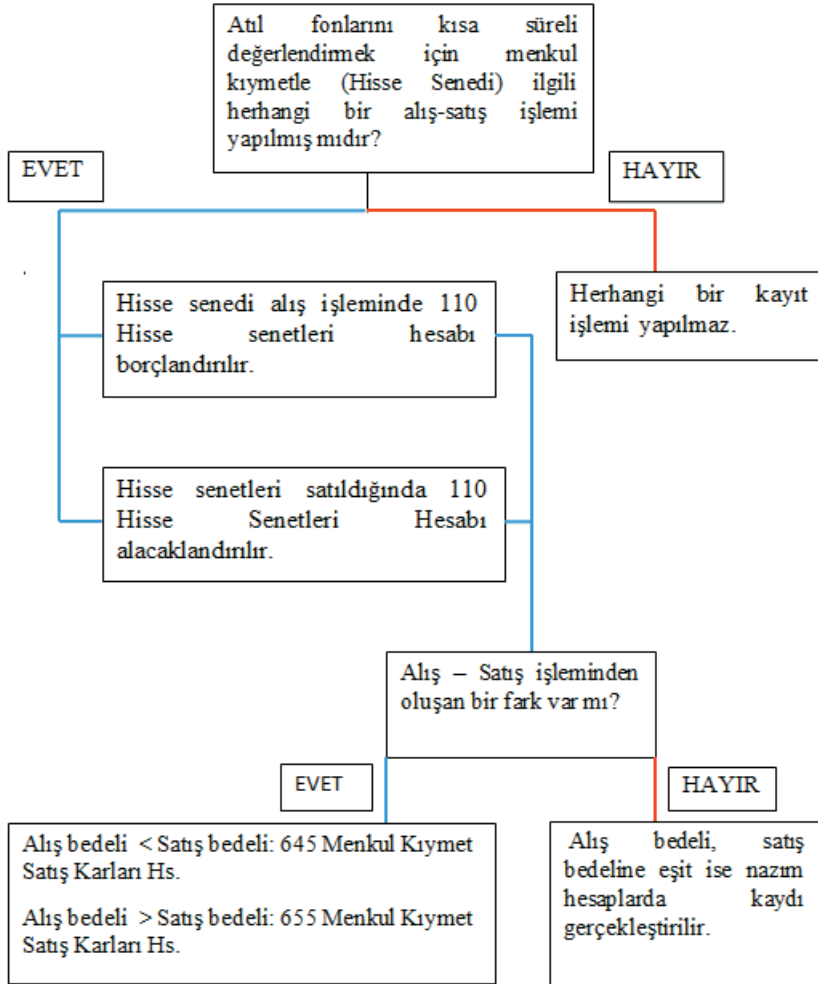 Atıl fonlarını kısa süreli
değerlendirmek için menkul
kıymetle (Hisse Senedi) ilgili
herhangi bir alış-satış işlemi
yapılmış mıdır?
EVET
HAYIR
Hisse senedi alış işleminde 110
Hisse senetleri hesabı
borçlandırılır.
Herhangi bir kayıt
işlemi yapılmaz.
Hisse senetleri satıldığında 110
Hisse Senetleri Hesabı
alacaklandırılır.
Alış – Satış işleminden
oluşan bir fark var mı?
EVET
HAYIR
Alış bedeli < Satış bedeli: 645 Menkul Kıymet
Satış Karları Hs.
Alış bedeli > Satış bedeli: 655 Menkul Kıymet
Satış Karları Hs.
Alış bedeli, satış
bedeline eşit ise nazım
hesaplarda kaydı
gerçekleştirilir.